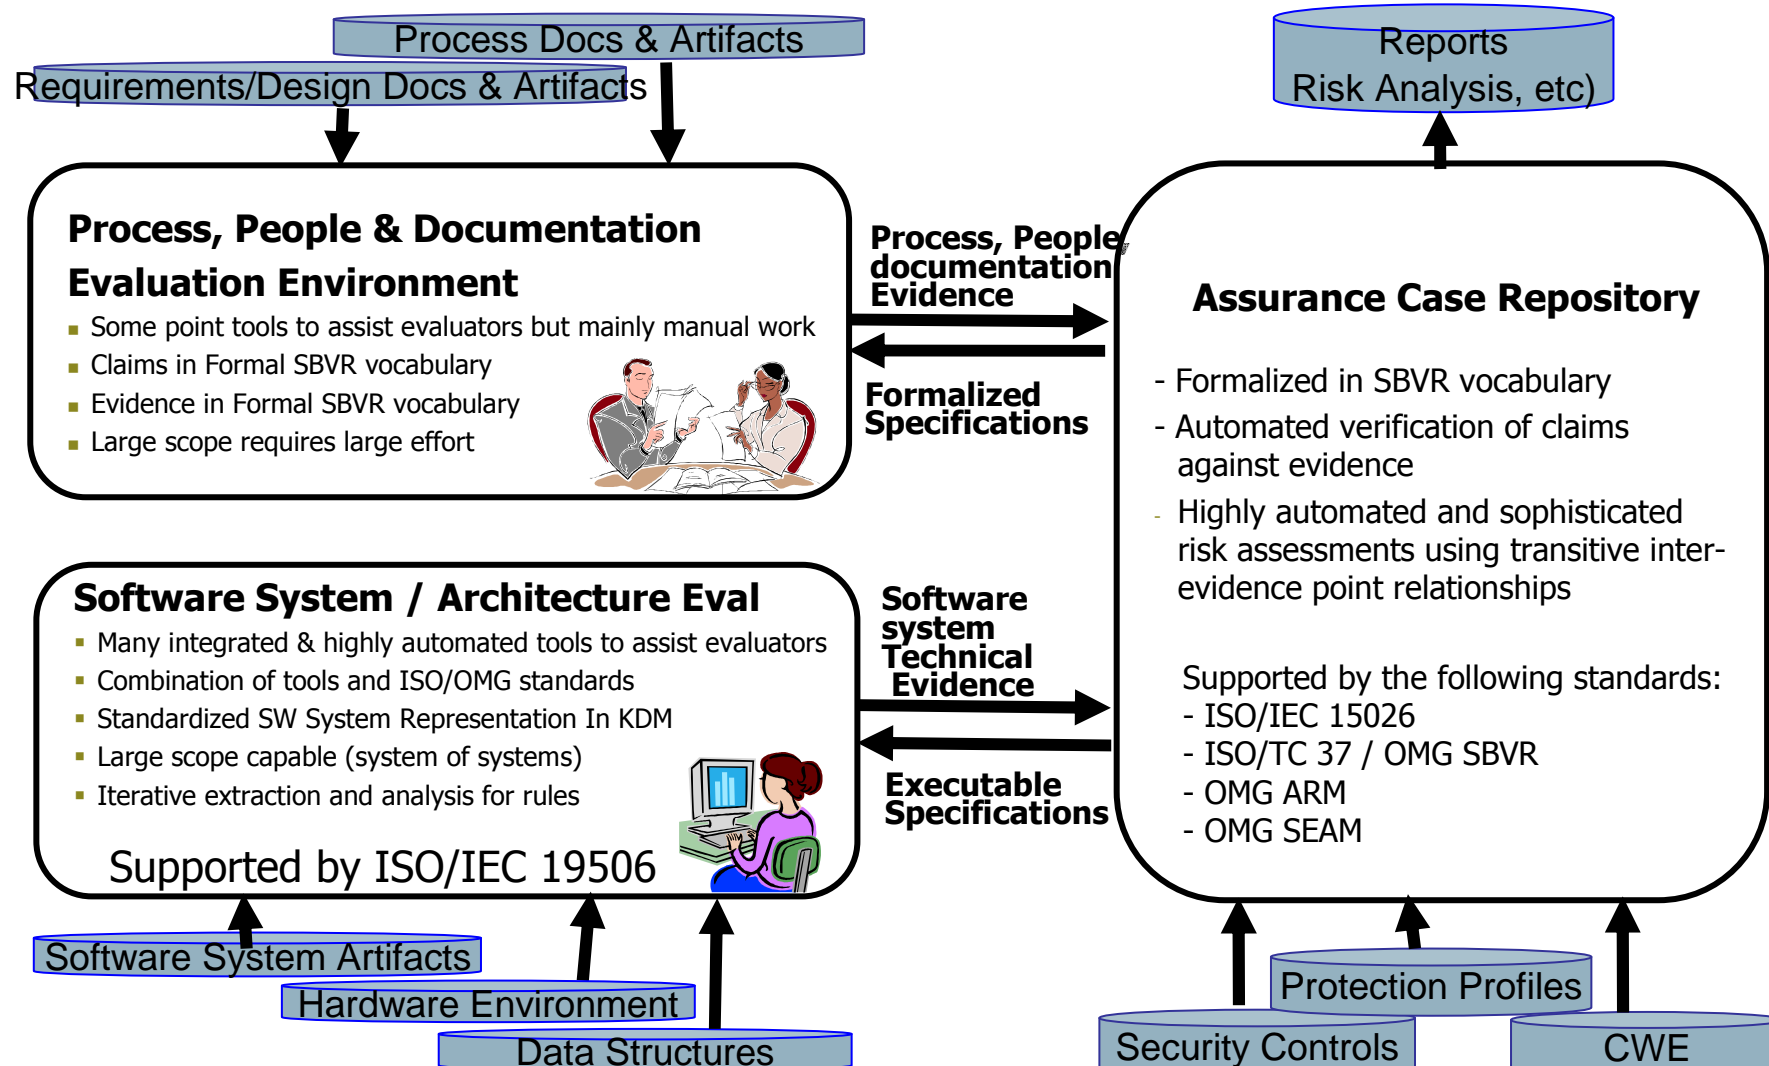 Process Docs & Artifacts
Requirements/Design Docs & Artifacts
Process, People & Documentation
Evaluation Environment
Some point tools to assist evaluators but mainly manual work
Claims in Formal SBVR vocabulary
Evidence in Formal SBVR vocabulary
Large scope requires large effort
Process, People,
documentation
Evidence
Formalized
Specifications
Software System / Architecture Eval
Many integrated & highly automated tools to assist evaluators
Combination of tools and ISO/OMG standards
Standardized SW System Representation In KDM
Large scope capable (system of systems)
Iterative extraction and analysis for rules
Supported by ISO/IEC 19506
Software
system
Technical
Evidence
Executable
Specifications
Software System Artifacts
Hardware Environment
Data Structures
Reports
Risk Analysis, etc)
Assurance Case Repository
- Formalized in SBVR vocabulary
- Automated verification of claims
against evidence
- Highly automated and sophisticated
risk assessments using transitive inter-
evidence point relationships
Supported by the following standards:
- ISO/IEC 15026
- ISO/TC 37 / OMG SBVR
- OMG ARM
- OMG SEAM
Protection Profiles
Security Controls
CWE